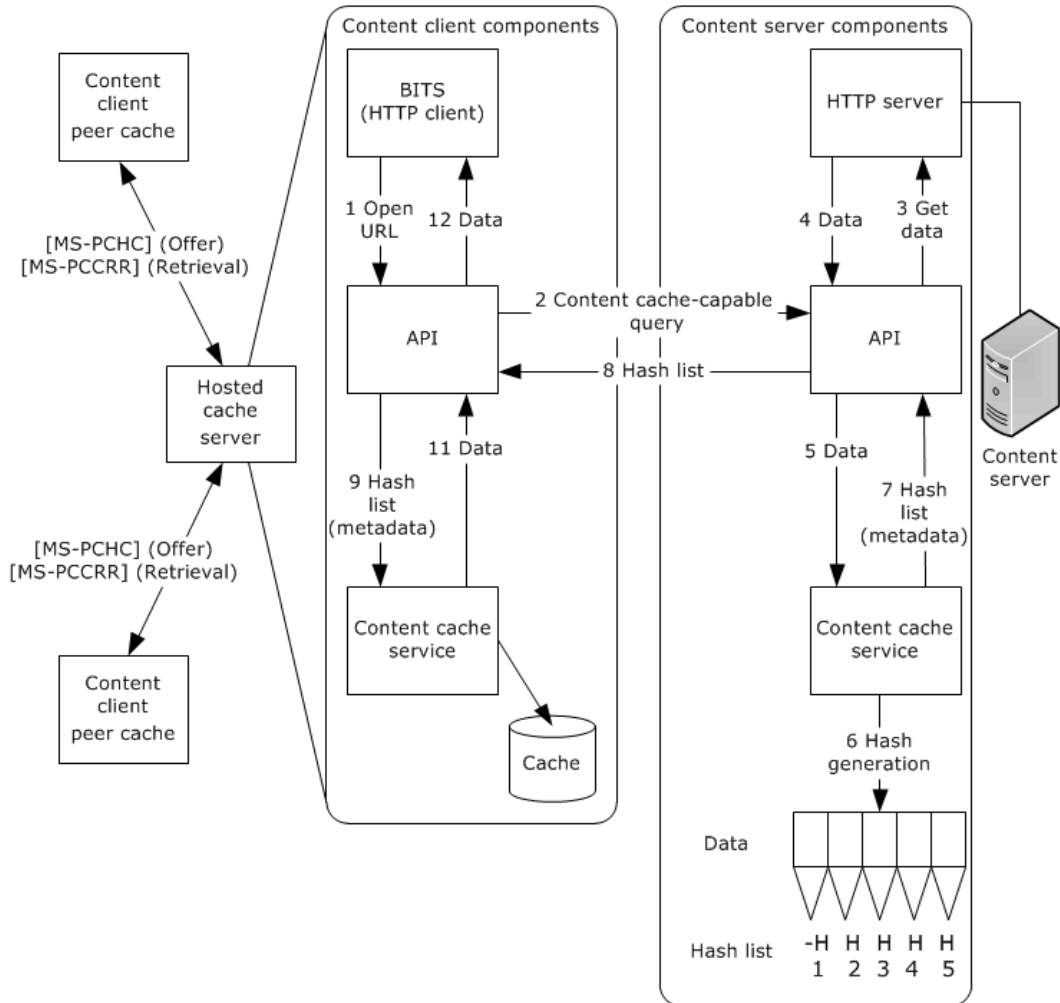 Content client components
Content server components
Content
client
peer cache
BITS
(HTTP client)
HTTP server
1 Open
URL
12 Data
4 Data
3 Get
data
[MS-PCHC] (Offer)
[MS-PCCRR] (Retrieval)
2 Content cache-capable
query
API
API
8 Hash list
Hosted
cache
server
11 Data
5 Data
Content
server
9 Hash
list
(metadata)
7 Hash
list
(metadata)
[MS-PCHC] (Offer)
[MS-PCCRR] (Retrieval)
Content cache
service
Content cache
service
Content
client
peer cache
Cache
6 Hash
generation
Data
Hash list
-H H H H H
1 2 3 4 5